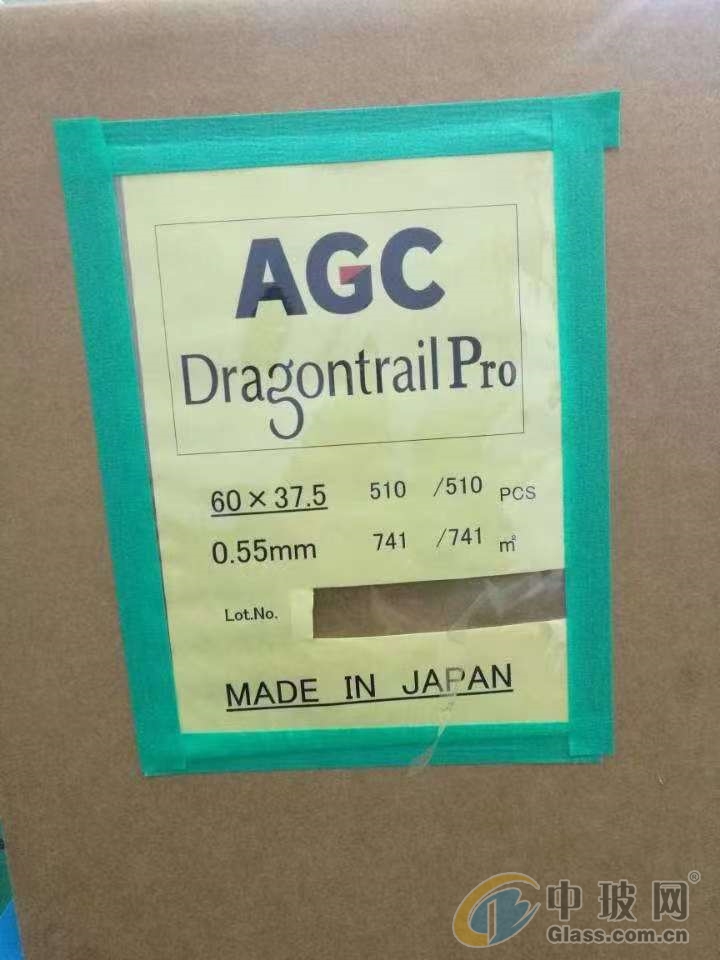 AGC
Dragontrail Pro
60×37.5 510 /510 PCS
0.55mm 741 /741 ㎡
Lot.No.
MADE IN JAPAN
中玻网®
Glass.com.cn